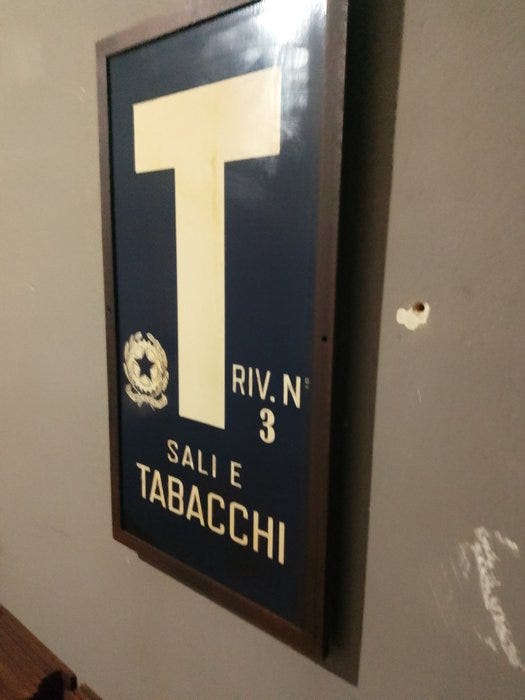 T
RIV. N°
3
SALI E
TABACCHI